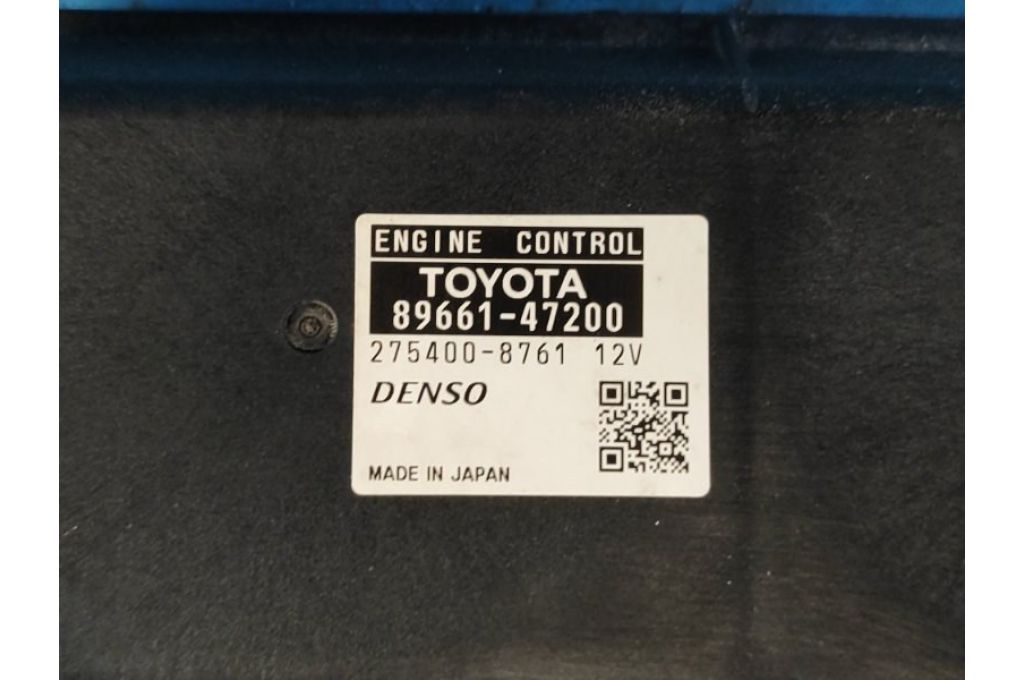 ENGINE CONTROL
TOYOTA
89661-47200
275400-8761 12V
DENSO
MADE IN JAPAN